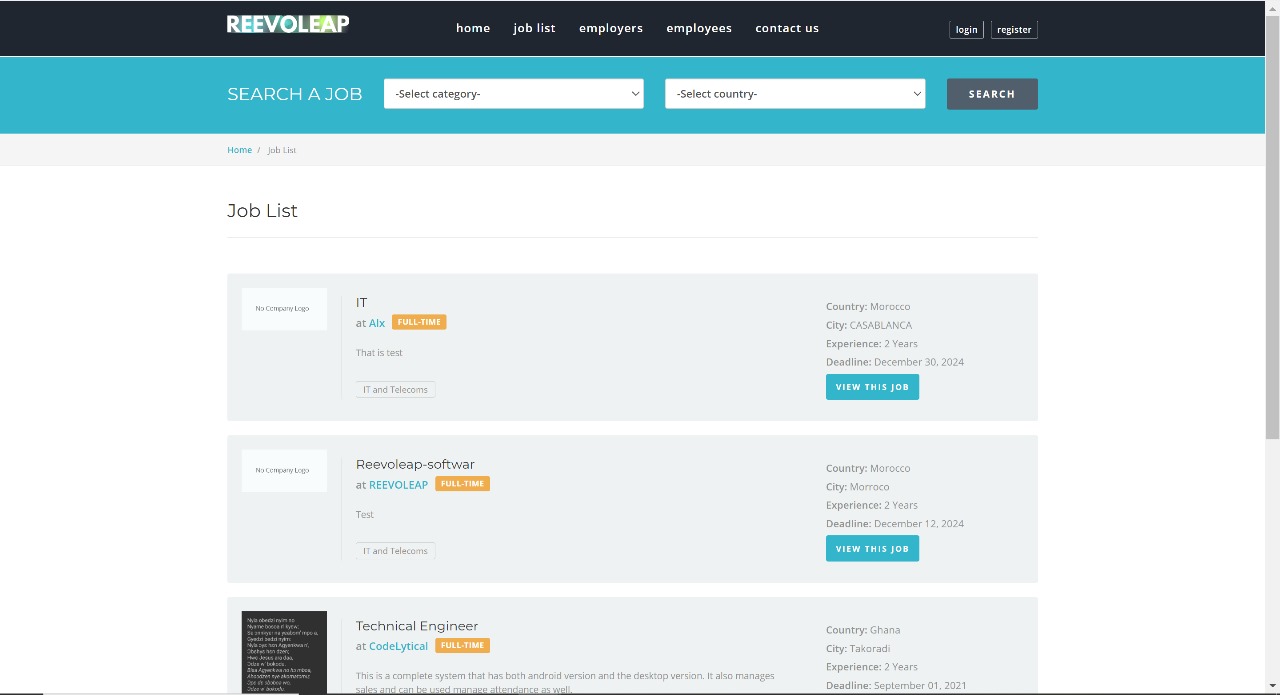 REEVOLEAP
home job list employers employees contact us
login register
SEARCH A JOB -Select category- -Select country- SEARCH
Home / Job List
Job List
No Company Logo
IT
at Alx FULL-TIME
That is test
IT and Telecoms
Country: Morocco
City: CASABLANCA
Experience: 2 Years
Deadline: December 30, 2024
VIEW THIS JOB
No Company Logo
Reevoleap-softwar
at REEVOLEAP FULL-TIME
Test
IT and Telecoms
Country: Morocco
City: Morroco
Experience: 2 Years
Deadline: December 12, 2024
VIEW THIS JOB
Technical Engineer
at CodeLytical FULL-TIME
This is a complete system that has both android version and the desktop version. It also manages
sales and can be used manage attendance as well.
Country: Ghana
City: Takoradi
Experience: 2 Years
Deadline: September 01, 2021